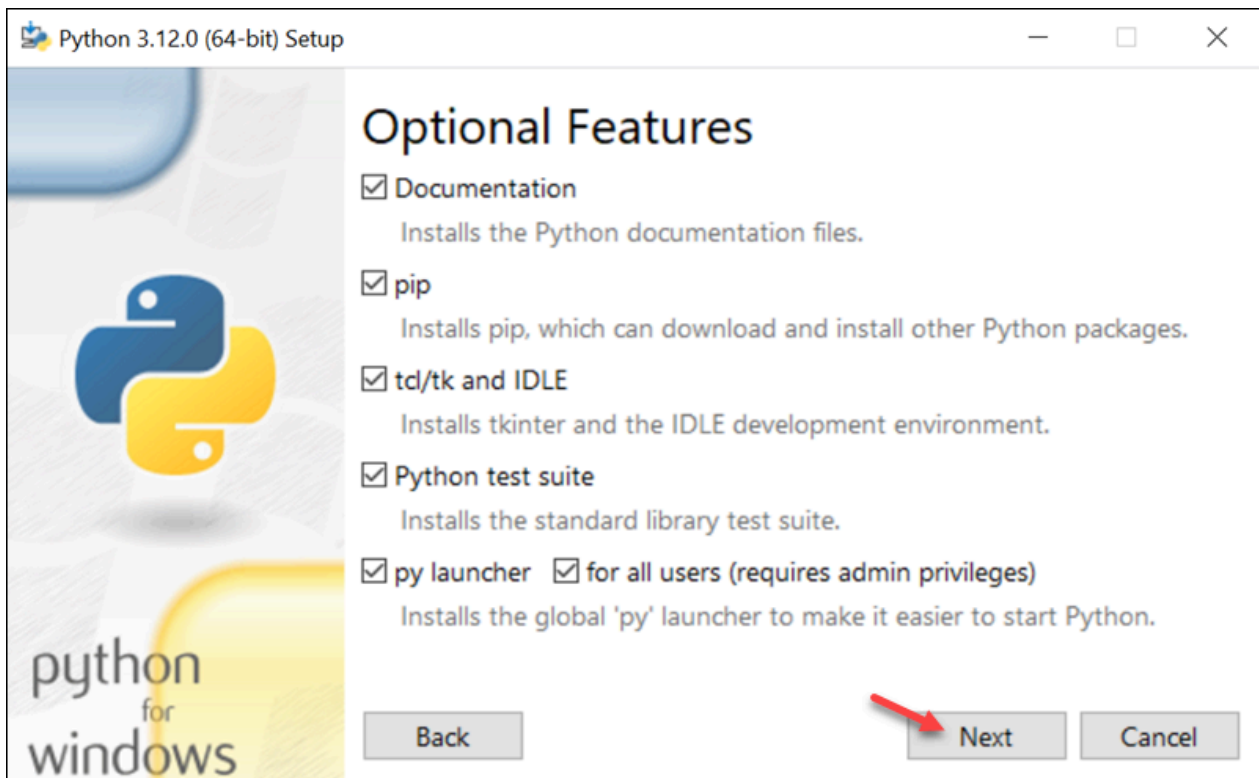 Python 3.12.0 (64-bit) Setup
Optional Features
Documentation
Installs the Python documentation files.
pip
Installs pip, which can download and install other Python packages.
tcl/tk and IDLE
Installs tkinter and the IDLE development environment.
Python test suite
Installs the standard library test suite.
py launcher for all users (requires admin privileges)
Installs the global 'py' launcher to make it easier to start Python.
python
for
windows
Back Next Cancel